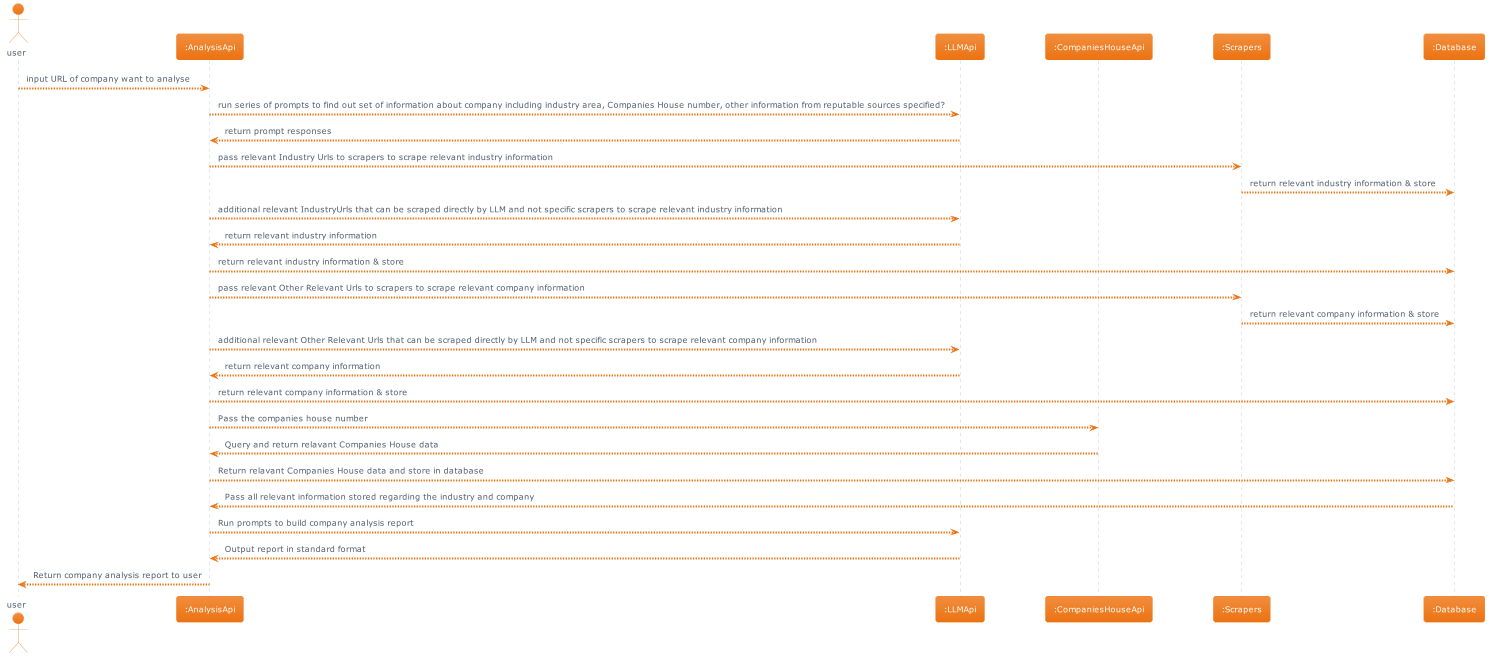 user
:AnalysisApi
:LLMApi
:CompaniesHouseApi
:Scrapers
:Database
input URL of company want to analyse
run series of prompts to find out set of information about company including industry area, Companies House number, other information from reputable sources specified?
return prompt responses
pass relevant Industry Urls to scrapers to scrape relevant industry information
return relevant industry information & store
additional relevant IndustryUrls that can be scraped directly by LLM and not specific scrapers to scrape relevant industry information
return relevant industry information
return relevant industry information & store
pass relevant Other Relevant Urls to scrapers to scrape relevant company information
return relevant company information & store
additional relevant Other Relevant Urls that can be scraped directly by LLM and not specific scrapers to scrape relevant company information
return relevant company information
return relevant company information & store
Pass the companies house number
Query and return relavant Companies House data
Return relavant Companies House data and store in database
Pass all relevant information stored regarding the industry and company
Run prompts to build company analysis report
Output report in standard format
Return company analysis report to user
user
:AnalysisApi
:LLMApi
:CompaniesHouseApi
:Scrapers
:Database